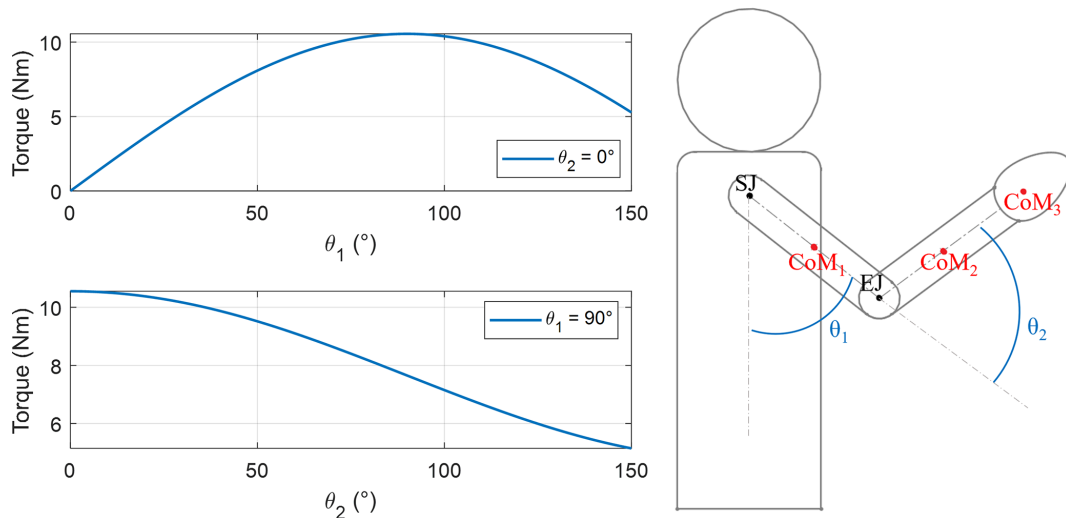 10
5
0
Torque (Nm)
θ2 = 0°
0
50
100
150
θ1 (°)
10
8
6
Torque (Nm)
θ1 = 90°
0
50
100
150
θ2 (°)
SJ
CoM1
EJ
CoM2
CoM3
θ1
θ2